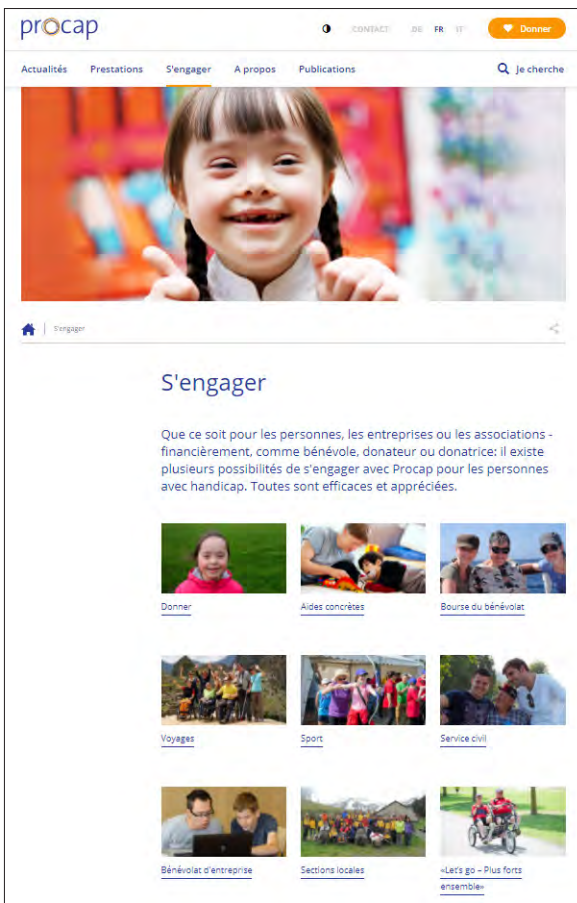 procap
CONTACT DE FR IT Donner
Actualités Prestations S'engager A propos Publications Je cherche
S'engager
S'engager
Que ce soit pour les personnes, les entreprises ou les associations -
financièrement, comme bénévole, donateur ou donatrice: il existe
plusieurs possibilités de s'engager avec Procap pour les personnes
avec handicap. Toutes sont efficaces et appréciées.
Donner Aides concrètes Bourse du bénévolat
Voyages Sport Service civil
Bénévolat d'entreprise Sections locales «Let's go – Plus forts
ensemble»